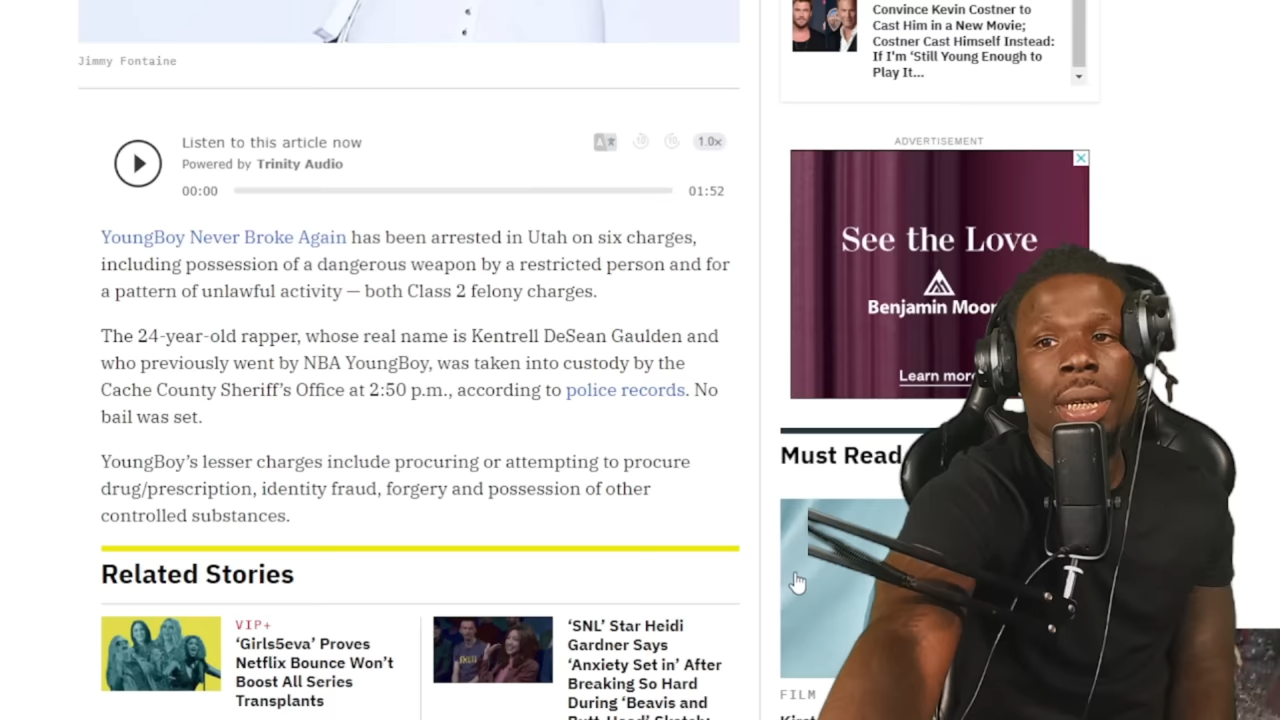 Jimmy Fontaine
Listen to this article now
Powered by Trinity Audio
10
10
1.0x
00:00
01:52
YoungBoy Never Broke Again has been arrested in Utah on six charges,
including possession of a dangerous weapon by a restricted person and for
a pattern of unlawful activity — both Class 2 felony charges.
The 24-year-old rapper, whose real name is Kentrell DeSean Gaulden and
who previously went by NBA YoungBoy, was taken into custody by the
Cache County Sheriff's Office at 2:50 p.m., according to police records. No
bail was set.
YoungBoy's lesser charges include procuring or attempting to procure
drug/prescription, identity fraud, forgery and possession of other
controlled substances.
Related Stories
VIP+
‘Girls5eva’ Proves
Netflix Bounce Won’t
Boost All Series
Transplants
‘SNL’ Star Heidi
Gardner Says
‘Anxiety Set in’ After
Breaking So Hard
During ‘Beavis and
Butt-Head’ Sketch:
Convince Kevin Costner to
Cast Him in a New Movie;
Costner Cast Himself Instead:
If I'm ‘Still Young Enough to
Play It...
ADVERTISEMENT
See the Love
Benjamin Moor
Learn more
Must Read
FILM